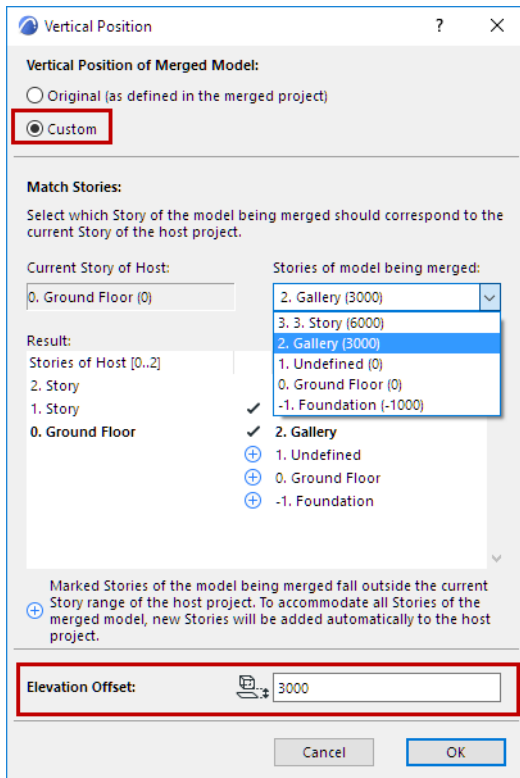 Vertical Position
Vertical Position of Merged Model:
Original (as defined in the merged project)
Custom
Match Stories:
Select which Story of the model being merged should correspond to the
current Story of the host project.
Current Story of Host:
Stories of model being merged:
0. Ground Floor (0)
2. Gallery (3000)
3. 3. Story (6000)
2. Gallery (3000)
1. Undefined (0)
0. Ground Floor (0)
-1. Foundation (-1000)
Result:
Stories of Host [0..2]
2. Story
1. Story
0. Ground Floor
2. Gallery
1. Undefined
0. Ground Floor
-1. Foundation
Marked Stories of the model being merged fall outside the current
Story range of the host project. To accommodate all Stories of the
merged model, new Stories will be added automatically to the host
project.
Elevation Offset:
3000
Cancel
OK